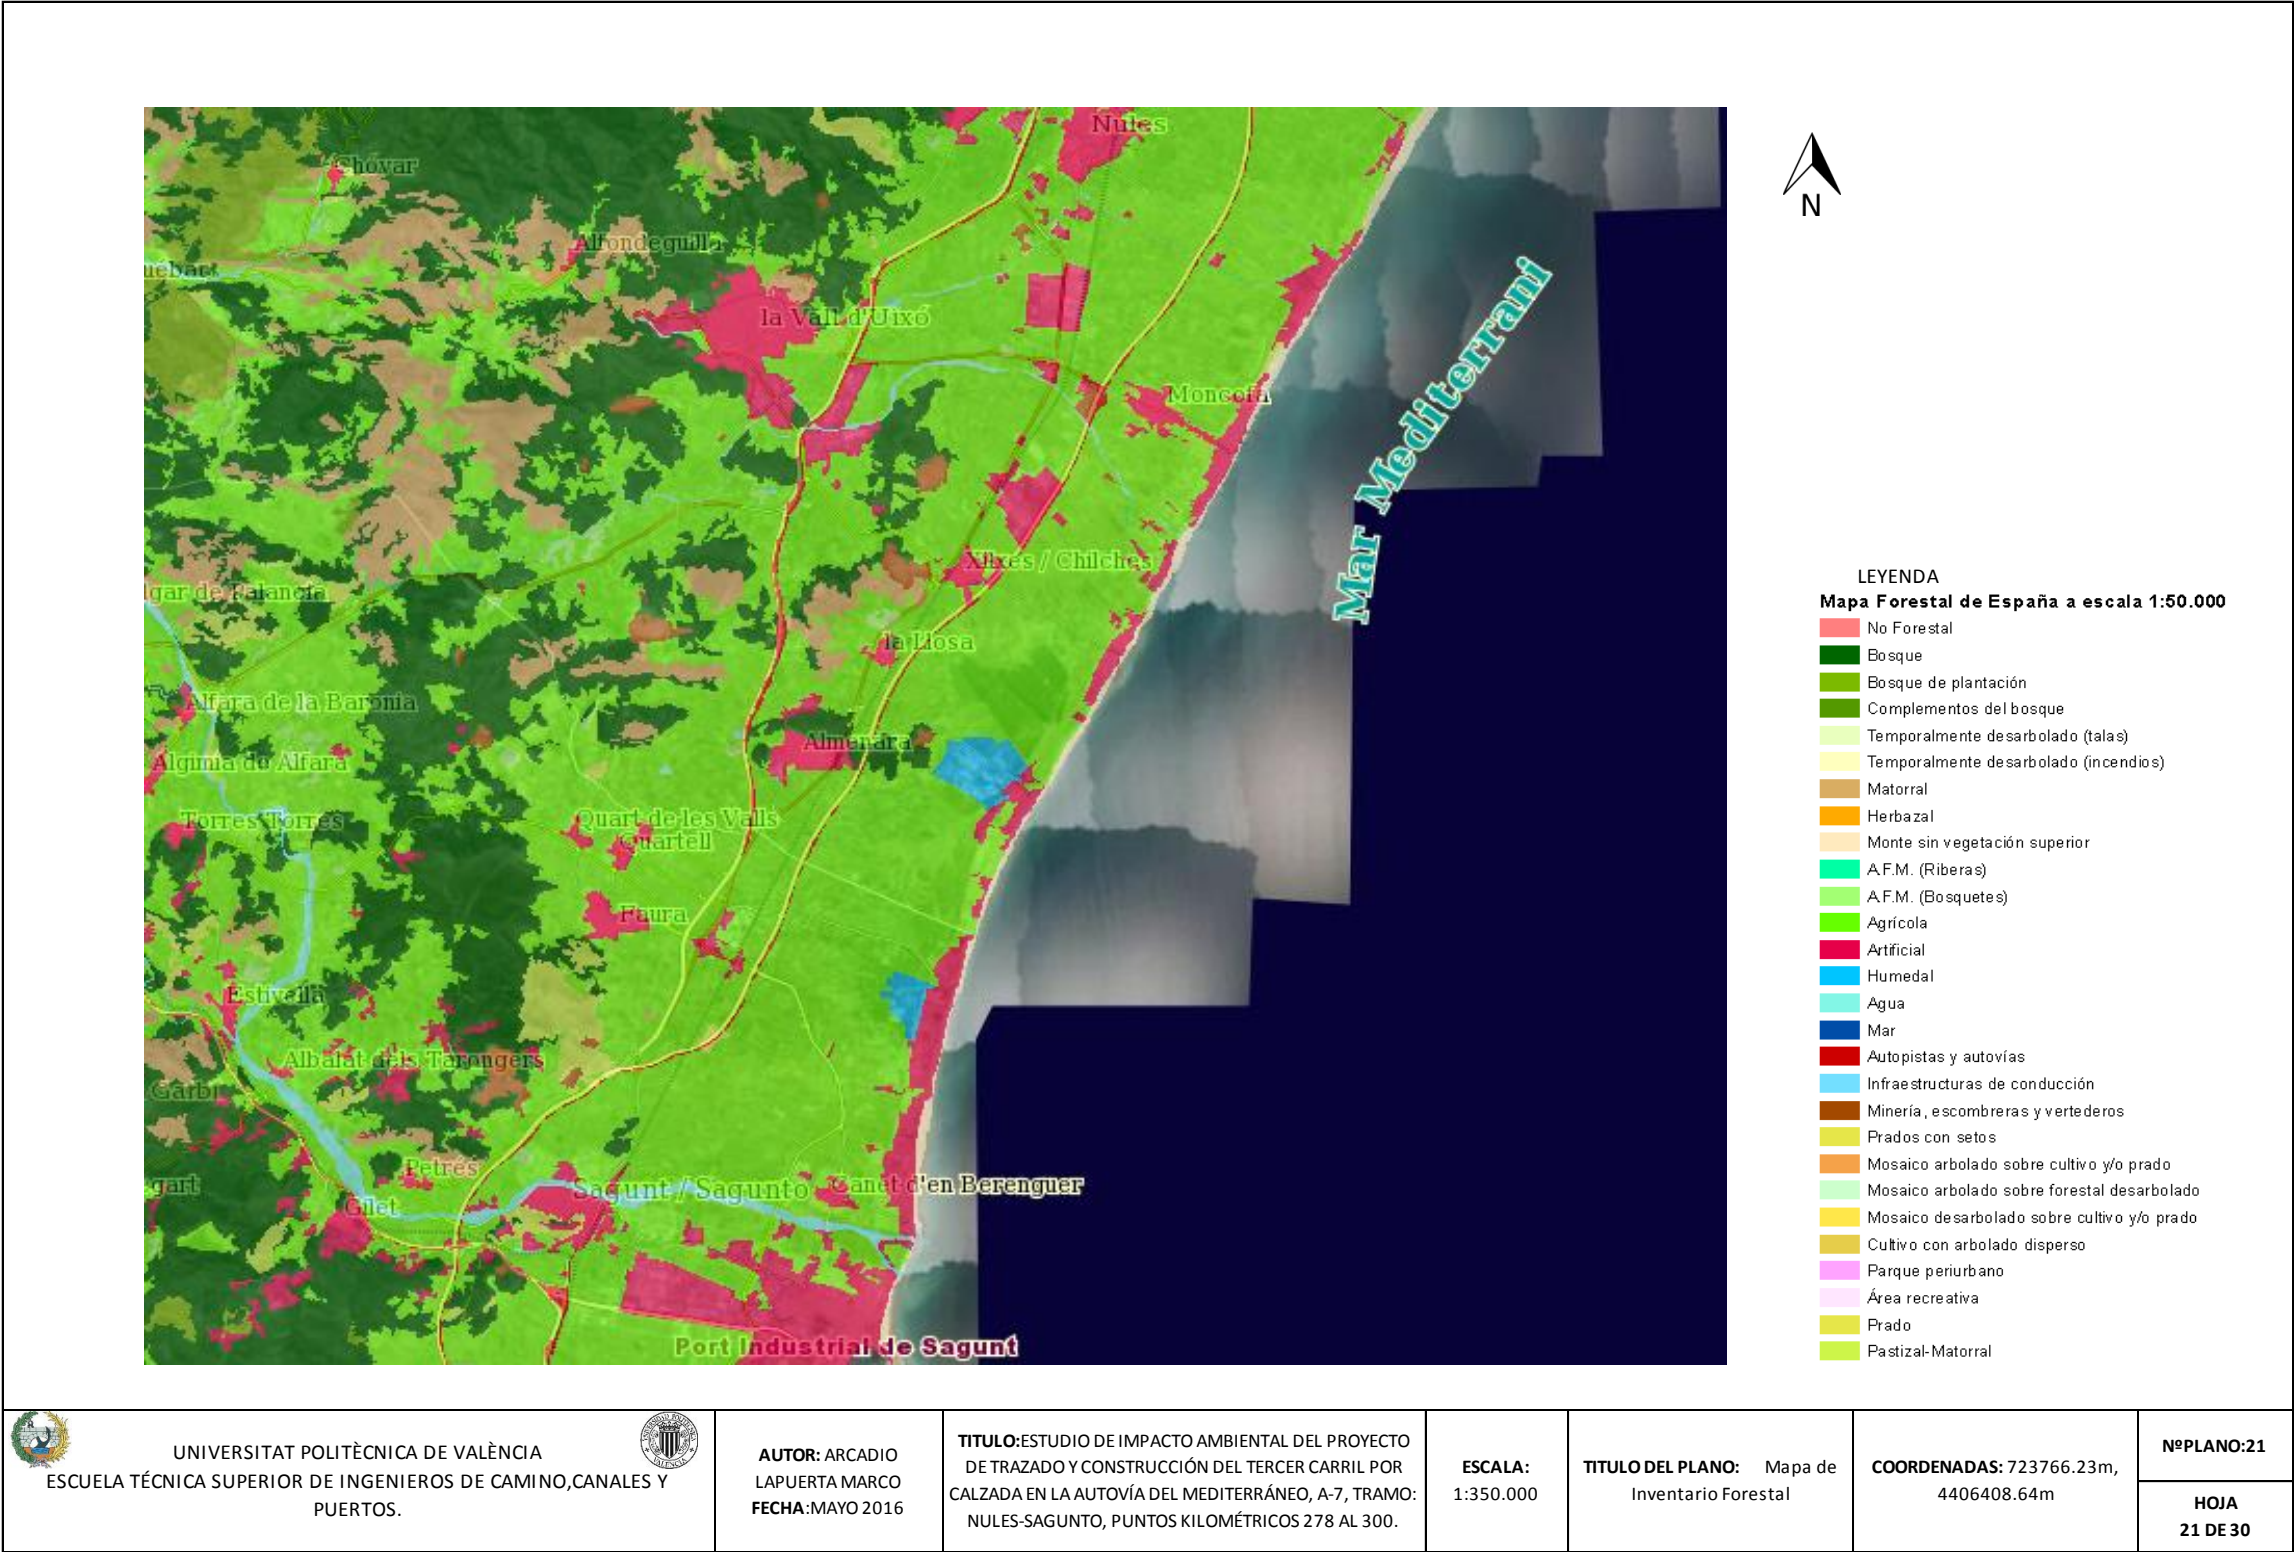 Nules
Chóvar
Alfondeguilla
la Vall d'Uixó
Mar Mediterrani
Moncofa
Xilxes / Chilches
gar de Palancia
la Llosa
Alfara de la Baronia
Almenara
Algimia de Alfara
Torres Torres
Quart de les Valls
Quartell
Faura
Estivella
Albalat dels Tarongers
Garbí
Petrés
gart
Sagunt / Sagunto
Canet d'en Berenguer
Gilet
Port Industrial de Sagunt
N
LEYENDA
Mapa Forestal de España a escala 1:50.000
No Forestal
Bosque
Bosque de plantación
Complementos del bosque
Temporalmente desarbolado (talas)
Temporalmente desarbolado (incendios)
Matorral
Herbazal
Monte sin vegetación superior
A.F.M. (Riberas)
A.F.M. (Bosquetes)
Agrícola
Artificial
Humedal
Agua
Mar
Autopistas y autovías
Infraestructuras de conducción
Minería, escombreras y vertederos
Prados con setos
Mosaico arbolado sobre cultivo y/o prado
Mosaico arbolado sobre forestal desarbolado
Mosaico desarbolado sobre cultivo y/o prado
Cultivo con arbolado disperso
Parque periurbano
Área recreativa
Prado
Pastizal-Matorral
UNIVERSITAT POLITÈCNICA DE VALÈNCIA
ESCUELA TÉCNICA SUPERIOR DE INGENIEROS DE CAMINO,CANALES Y
PUERTOS.
AUTOR: ARCADIO
LAPUERTA MARCO
FECHA:MAYO 2016
TITULO:ESTUDIO DE IMPACTO AMBIENTAL DEL PROYECTO
DE TRAZADO Y CONSTRUCCIÓN DEL TERCER CARRIL POR
CALZADA EN LA AUTOVÍA DEL MEDITERRÁNEO, A-7, TRAMO:
NULES-SAGUNTO, PUNTOS KILOMÉTRICOS 278 AL 300.
ESCALA:
1:350.000
TITULO DEL PLANO: Mapa de
Inventario Forestal
COORDENADAS: 723766.23m,
4406408.64m
NºPLANO:21
HOJA
21 DE 30